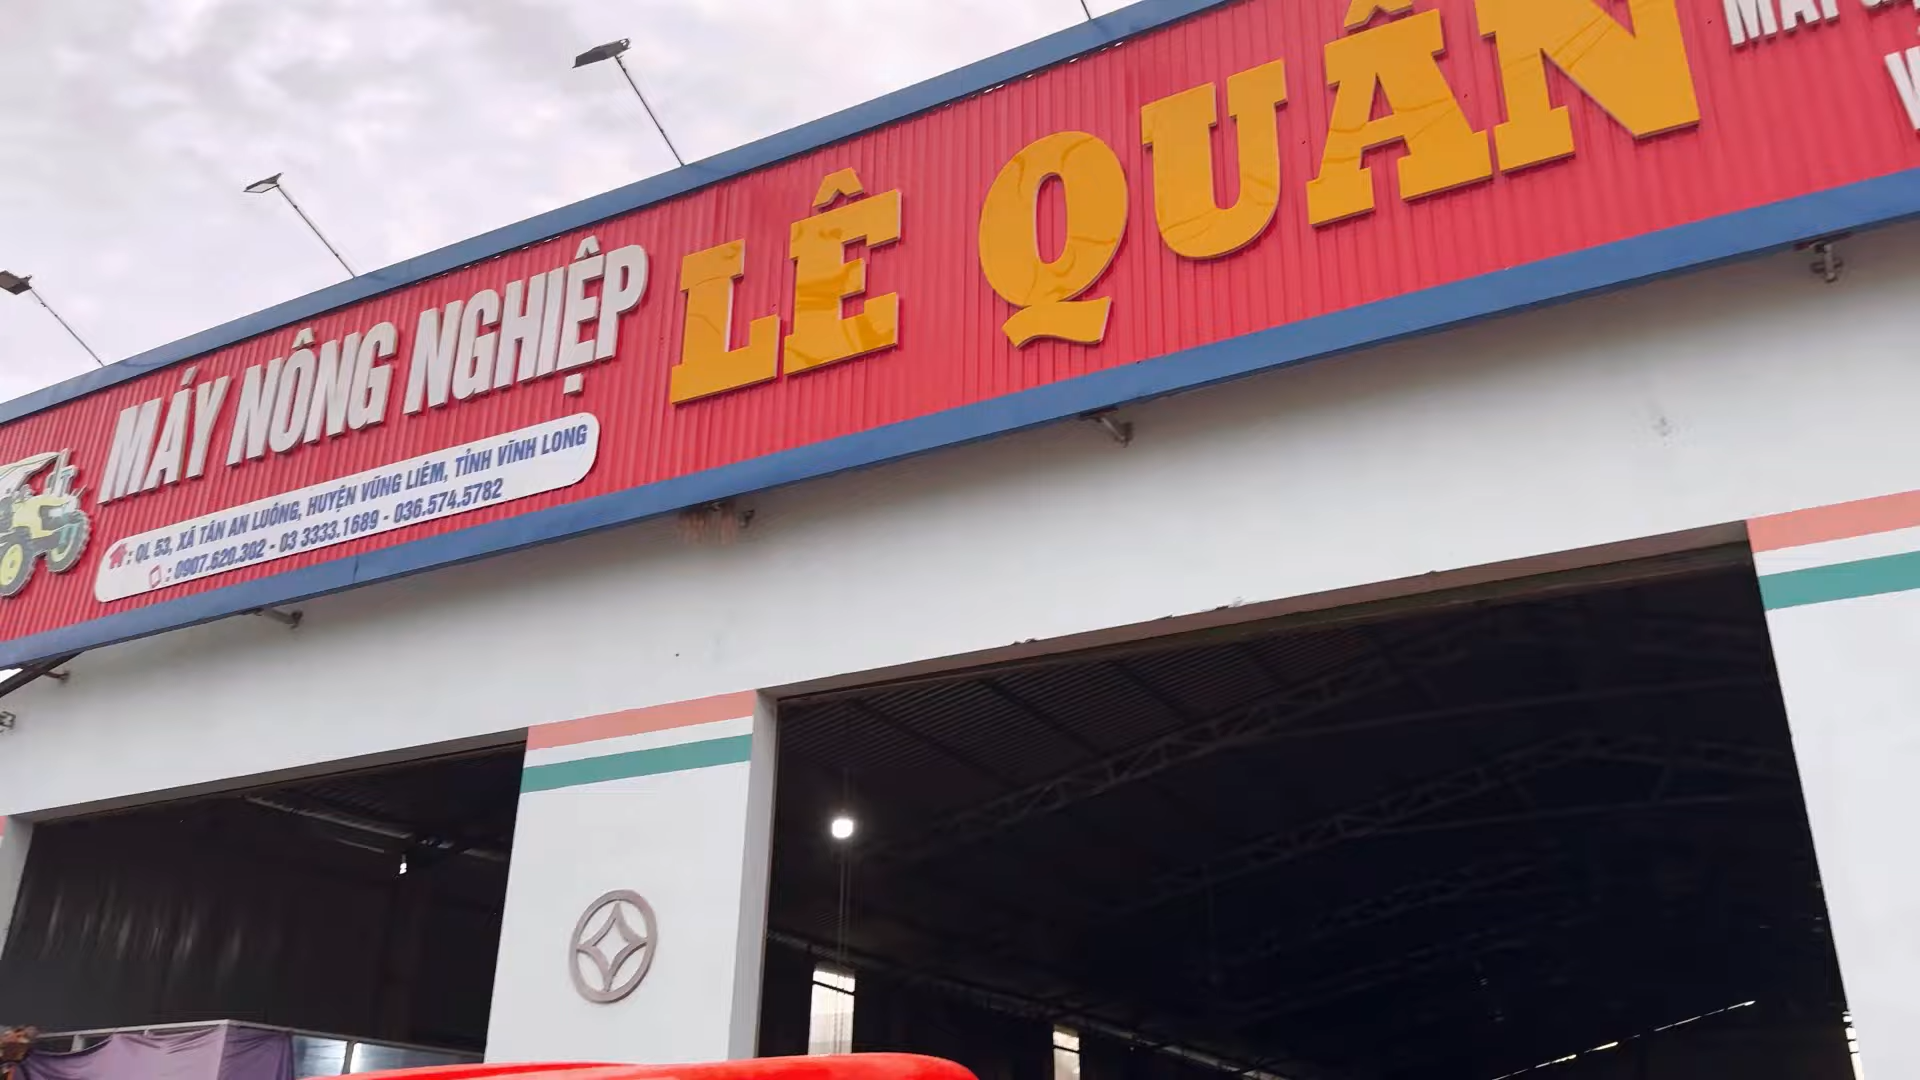 MÁY NÔNG NGHIỆP
LÊ QUÂN
: QL 53, XÃ TÂN AN LUÔNG, HUYỆN VŨNG LIÊM, TỈNH VĨNH LONG
: 0907.620.302 - 03 3333.1689 - 036.574.5782